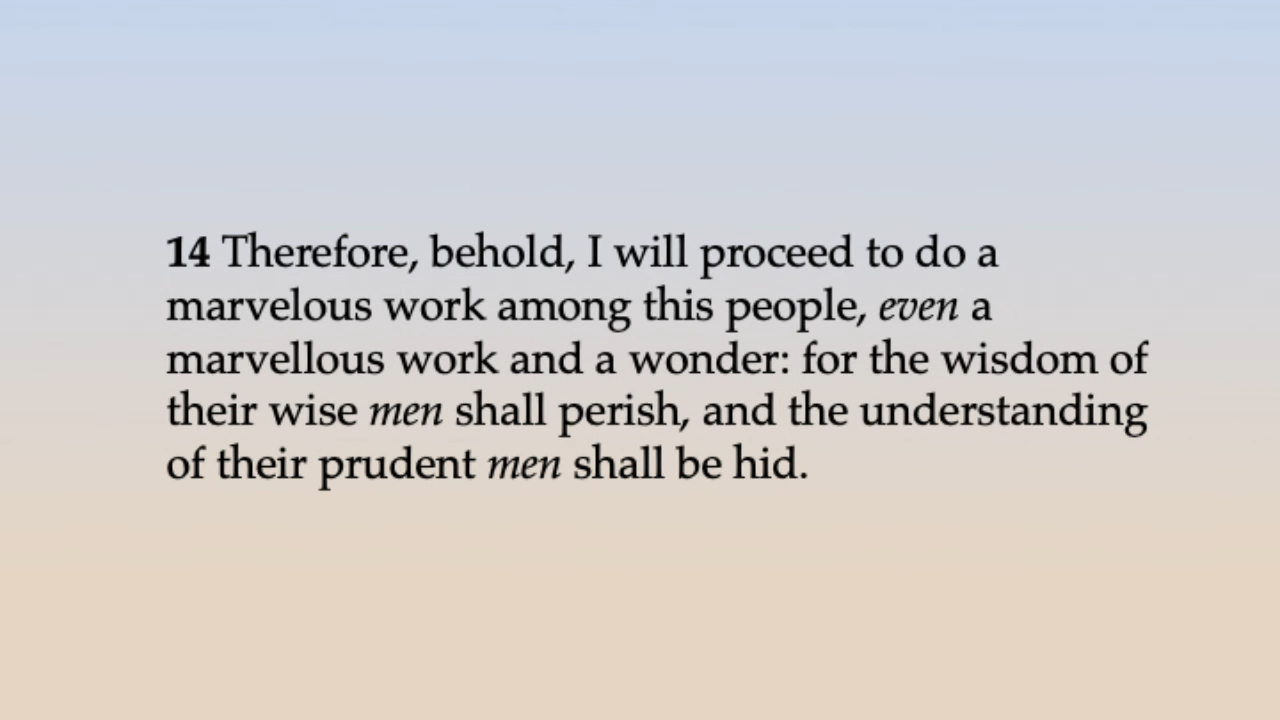 14 Therefore, behold, I will proceed to do a
marvelous work among this people, even a
marvellous work and a wonder: for the wisdom of
their wise men shall perish, and the understanding
of their prudent men shall be hid.